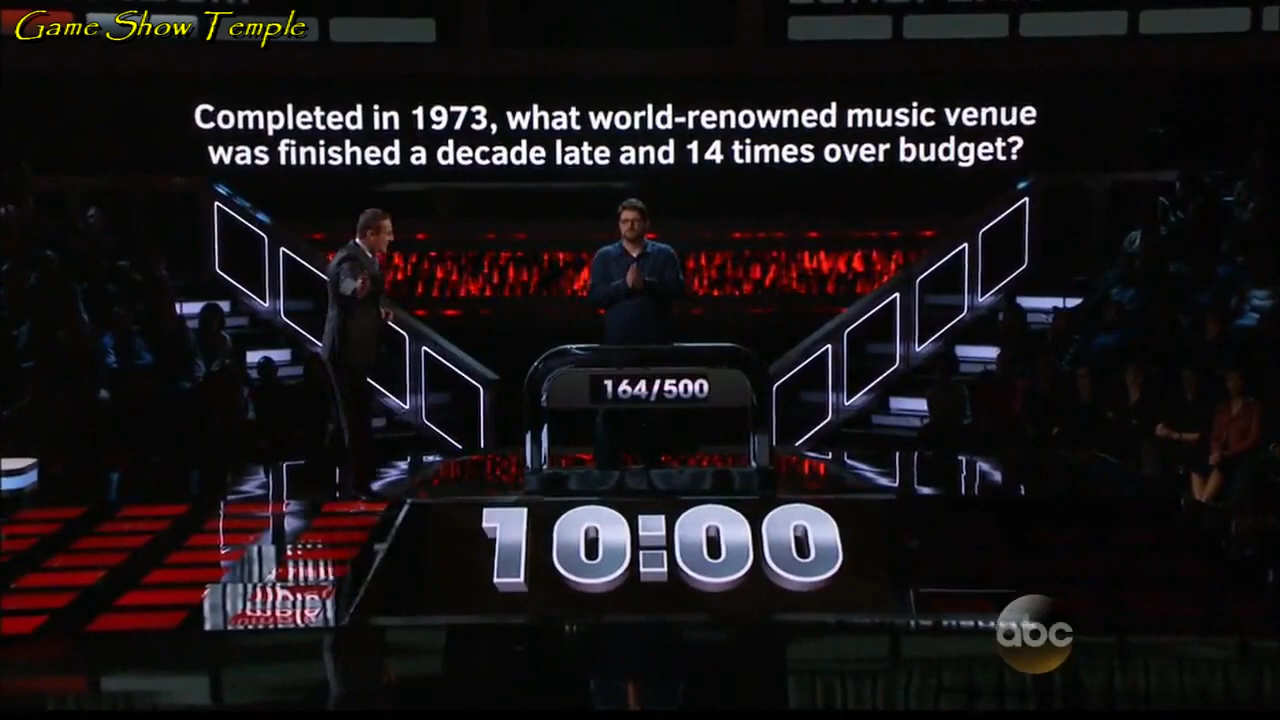 Game Show Temple
Completed in 1973, what world-renowned music venue
was finished a decade late and 14 times over budget?
164/500
10:00
abc